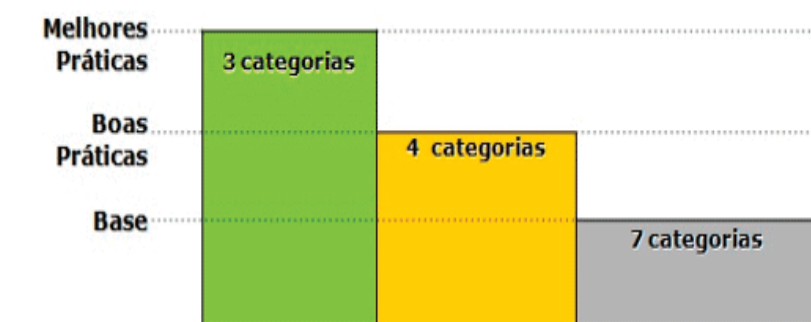 Melhores
Práticas
3 categorias
Boas
Práticas
4 categorias
Base
7 categorias